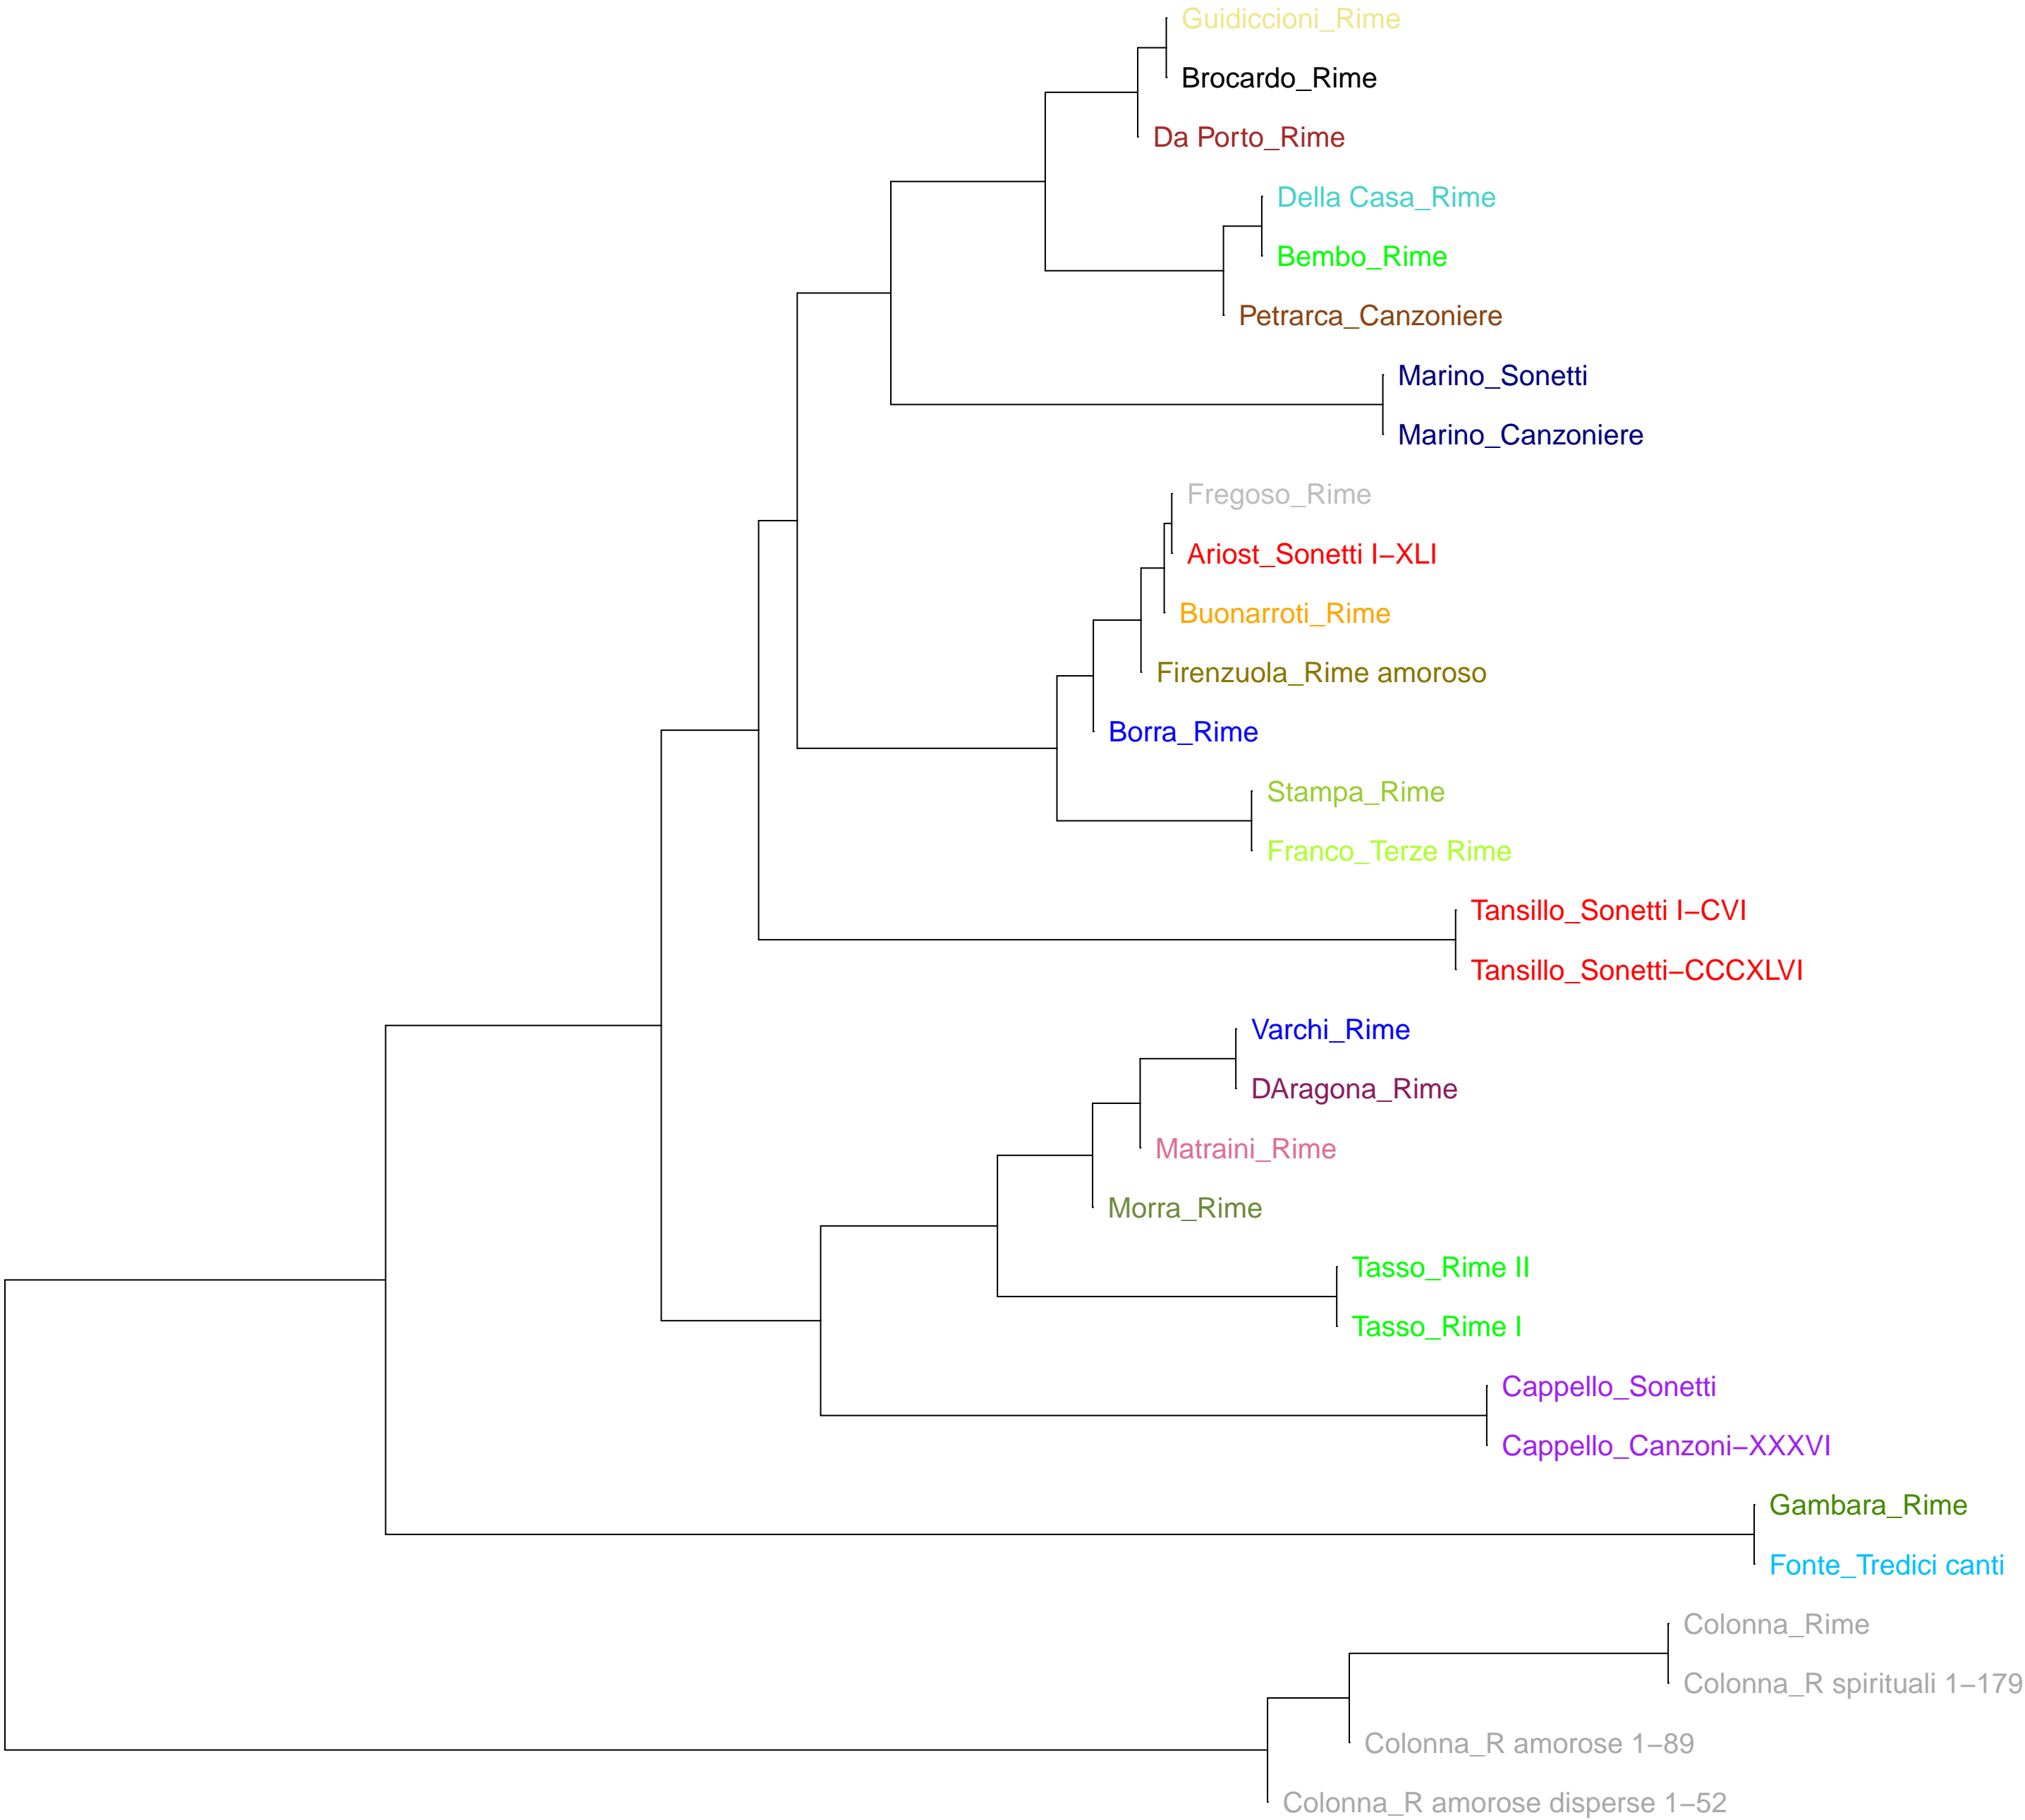 Guidiccioni_Rime
Brocardo_Rime
Da Porto_Rime
Della Casa_Rime
Bembo_Rime
Petrarca_Canzoniere
Marino_Sonetti
Marino_Canzoniere
Fregoso_Rime
Ariost_Sonetti I−XLI
Buonarroti_Rime
Firenzuola_Rime amoroso
Borra_Rime
Stampa_Rime
Franco_Terze Rime
Tansillo_Sonetti I−CVI
Tansillo_Sonetti−CCCXLVI
Varchi_Rime
DAragona_Rime
Matraini_Rime
Morra_Rime
Tasso_Rime II
Tasso_Rime I
Cappello_Sonetti
Cappello_Canzoni−XXXVI
Gambara_Rime
Fonte_Tredici canti
Colonna_Rime
Colonna_R spirituali 1−179
Colonna_R amorose 1−89
Colonna_R amorose disperse 1−52